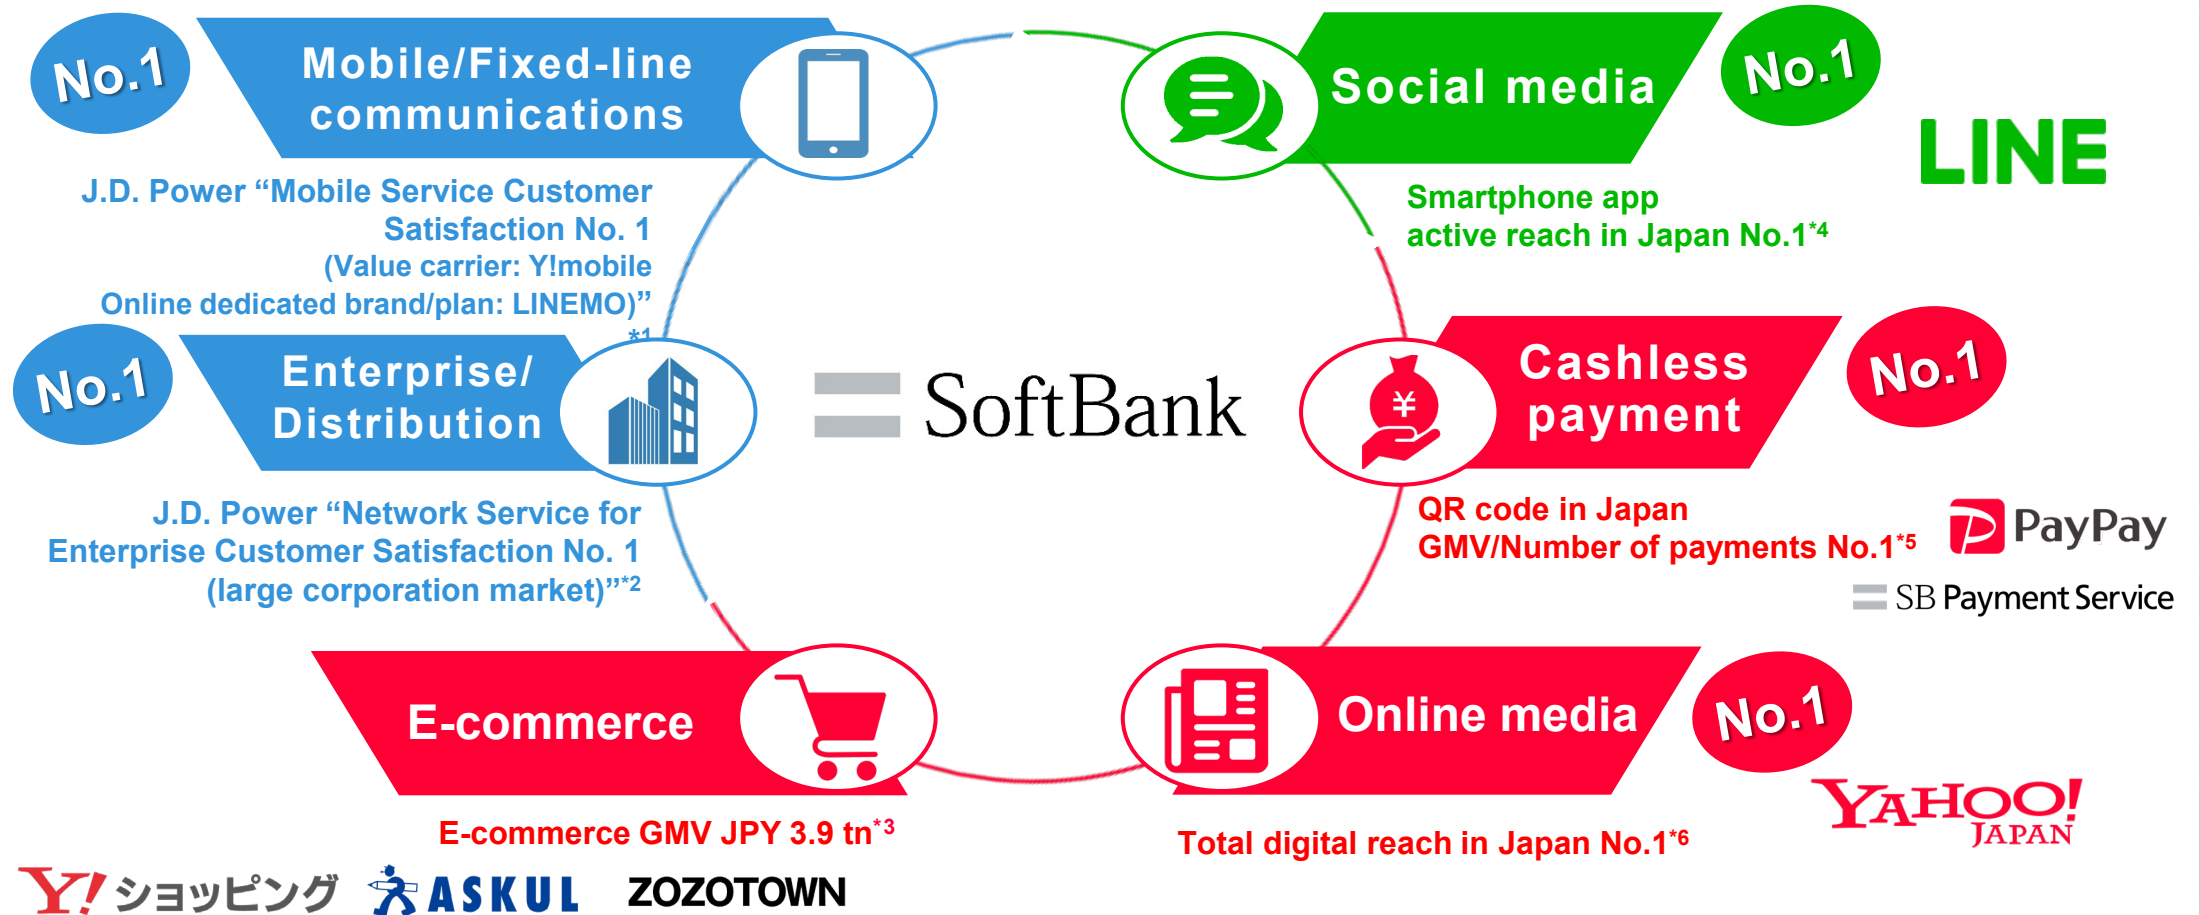 No.1
Mobile/Fixed-line
communications
J.D. Power “Mobile Service Customer
Satisfaction No. 1
(Value carrier: Y!mobile
Online dedicated brand/plan: LINEMO)”
*1
Social media
No.1
LINE
Smartphone app
active reach in Japan No.1*4
No.1
Enterprise/
Distribution
J.D. Power “Network Service for
Enterprise Customer Satisfaction No. 1
(large corporation market)”*2
SoftBank
¥
Cashless
payment
No.1
QR code in Japan
GMV/Number of payments No.1*5
PayPay
SB Payment Service
E-commerce
E-commerce GMV JPY 3.9 tn*3
Y!ショッピング
ASKUL
ZOZOTOWN
Online media
No.1
Total digital reach in Japan No.1*6
YAHOO!
JAPAN